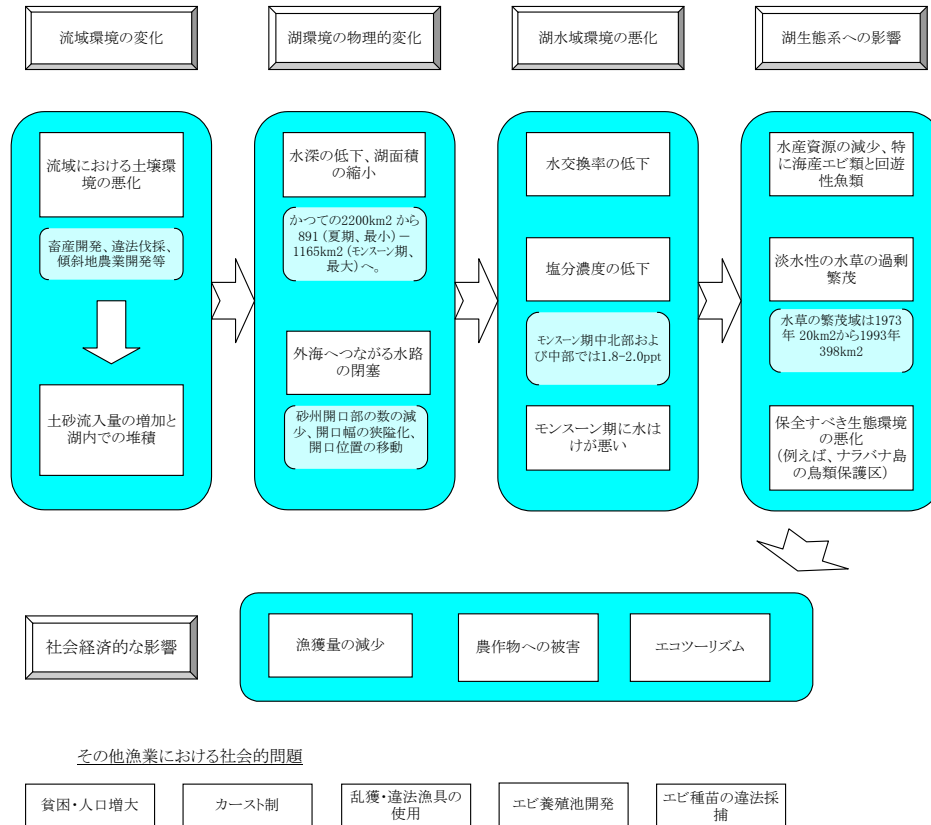 流域環境の変化
湖環境の物理的変化
湖水域環境の悪化
湖生態系への影響
流域における土壌環
境の悪化
畜産開発、違法伐採、
傾斜地農業開発等
土砂流入量の増加と
湖内での堆積
水深の低下、湖面積
の縮小
かつての2200km2 から
891 (夏期、最小) －
1165km2 (モンスーン期、
最大) へ。
外海へつながる水路
の閉塞
砂州開口部の数の減
少、開口幅の狭隘化、
開口位置の移動
水交換率の低下
塩分濃度の低下
モンスーン期中北部およ
び中部では1.8-2.0ppt
モンスーン期に水は
けが悪い
水産資源の減少、特
に海産エビ類と回遊
性魚類
淡水性の水草の過剰
繁茂
水草の繁茂域は1973
年 20km2から1993年
398km2
保全すべき生態環境
の悪化
(例えば、ナラバナ島
の鳥類保護区)
社会経済的な影響
漁獲量の減少
農作物への被害
エコツーリズム
その他漁業における社会的問題
貧困・人口増大
カースト制
乱獲・違法漁具の
使用
エビ養殖池開発
エビ種苗の違法採
捕